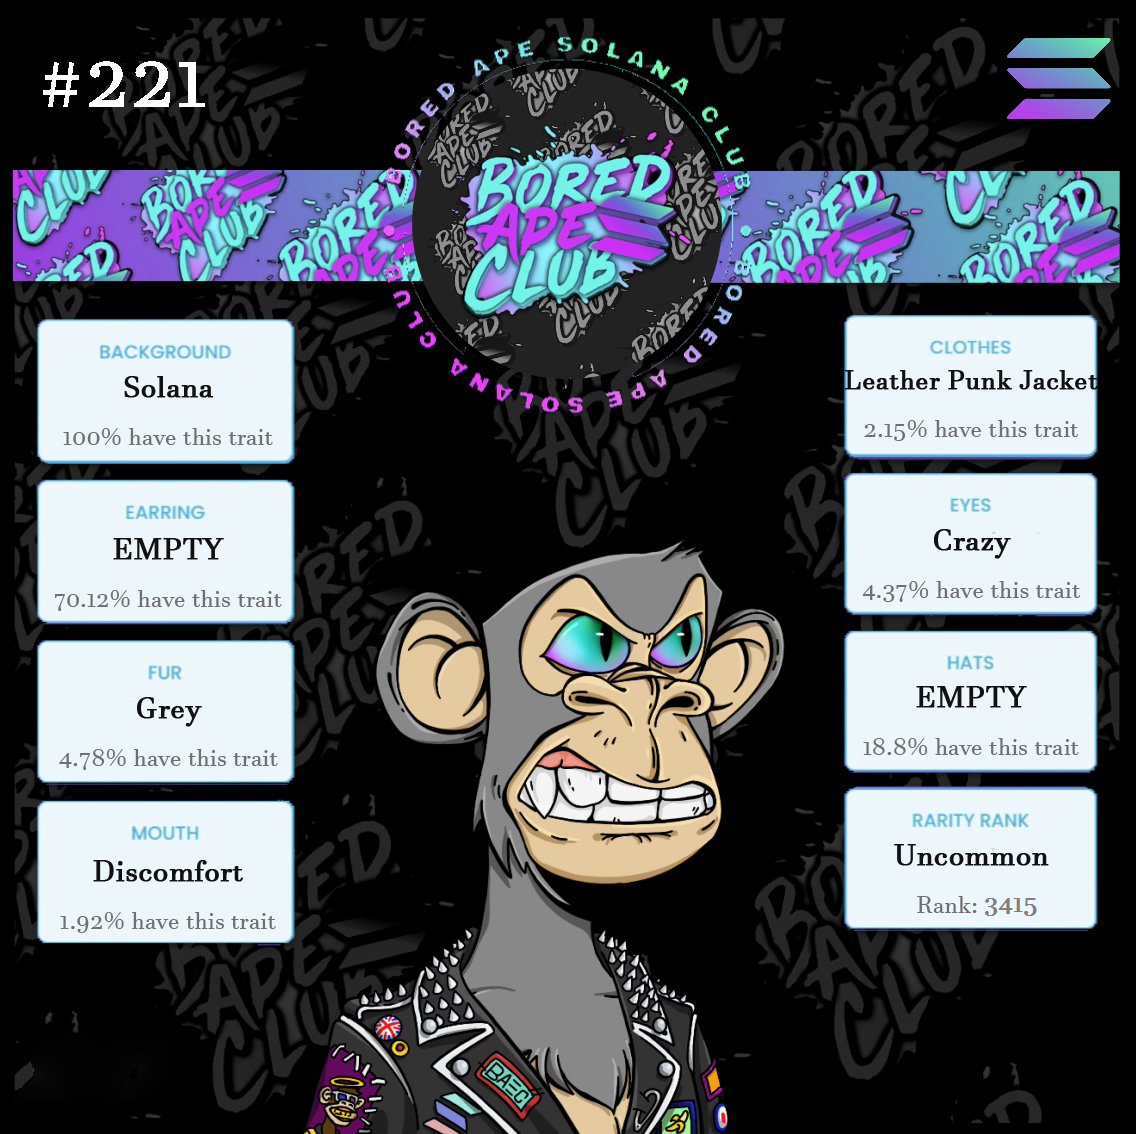 #221
BORED APE SOLANA CLUB
BORED APE SOLANA CLUB
BORED
APE
CLUB
BACKGROUND
Solana
100% have this trait
EARRING
EMPTY
70.12% have this trait
FUR
Grey
4.78% have this trait
MOUTH
Discomfort
1.92% have this trait
CLOTHES
Leather Punk Jacket
2.15% have this trait
EYES
Crazy
4.37% have this trait
HATS
EMPTY
18.8% have this trait
RARITY RANK
Uncommon
Rank: 3415